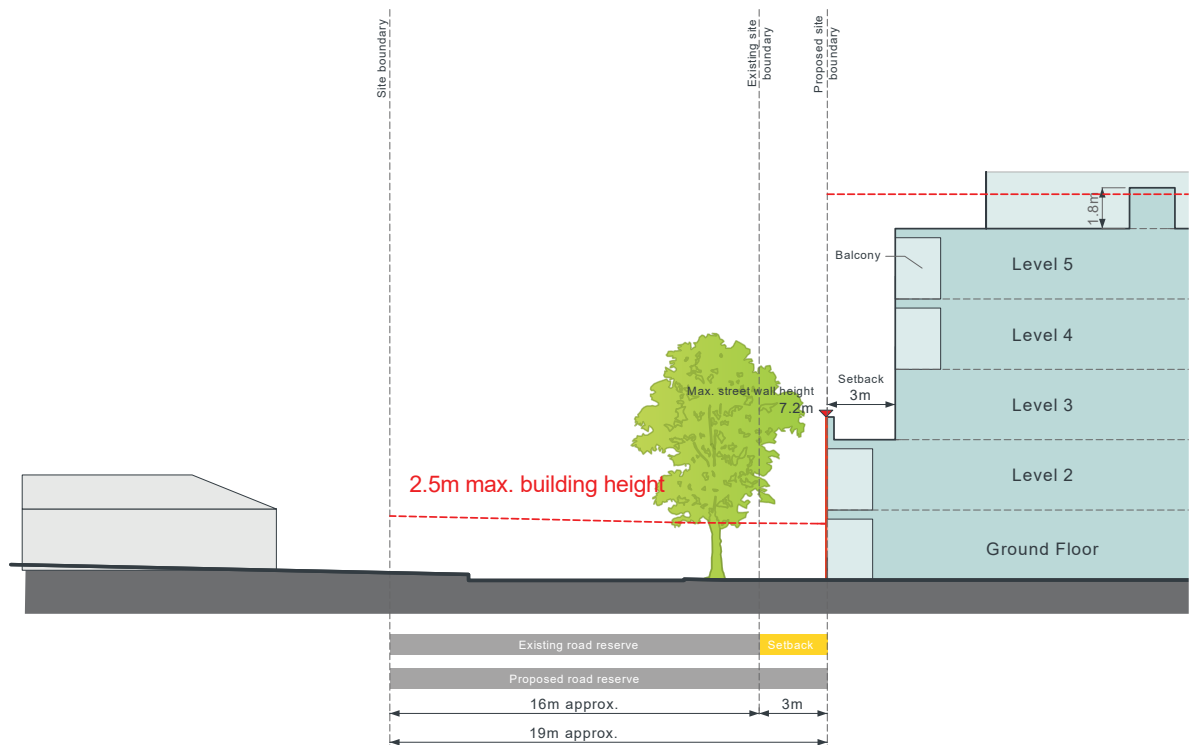 Site boundary
Existing site
boundary
Proposed site
boundary
1.8m
Balcony
Level 5
Level 4
Setback
3m
Max. street wall height
7.2m
Level 3
Level 2
2.5m max. building height
Ground Floor
Existing road reserve
Setback
Proposed road reserve
16m approx.
3m
19m approx.